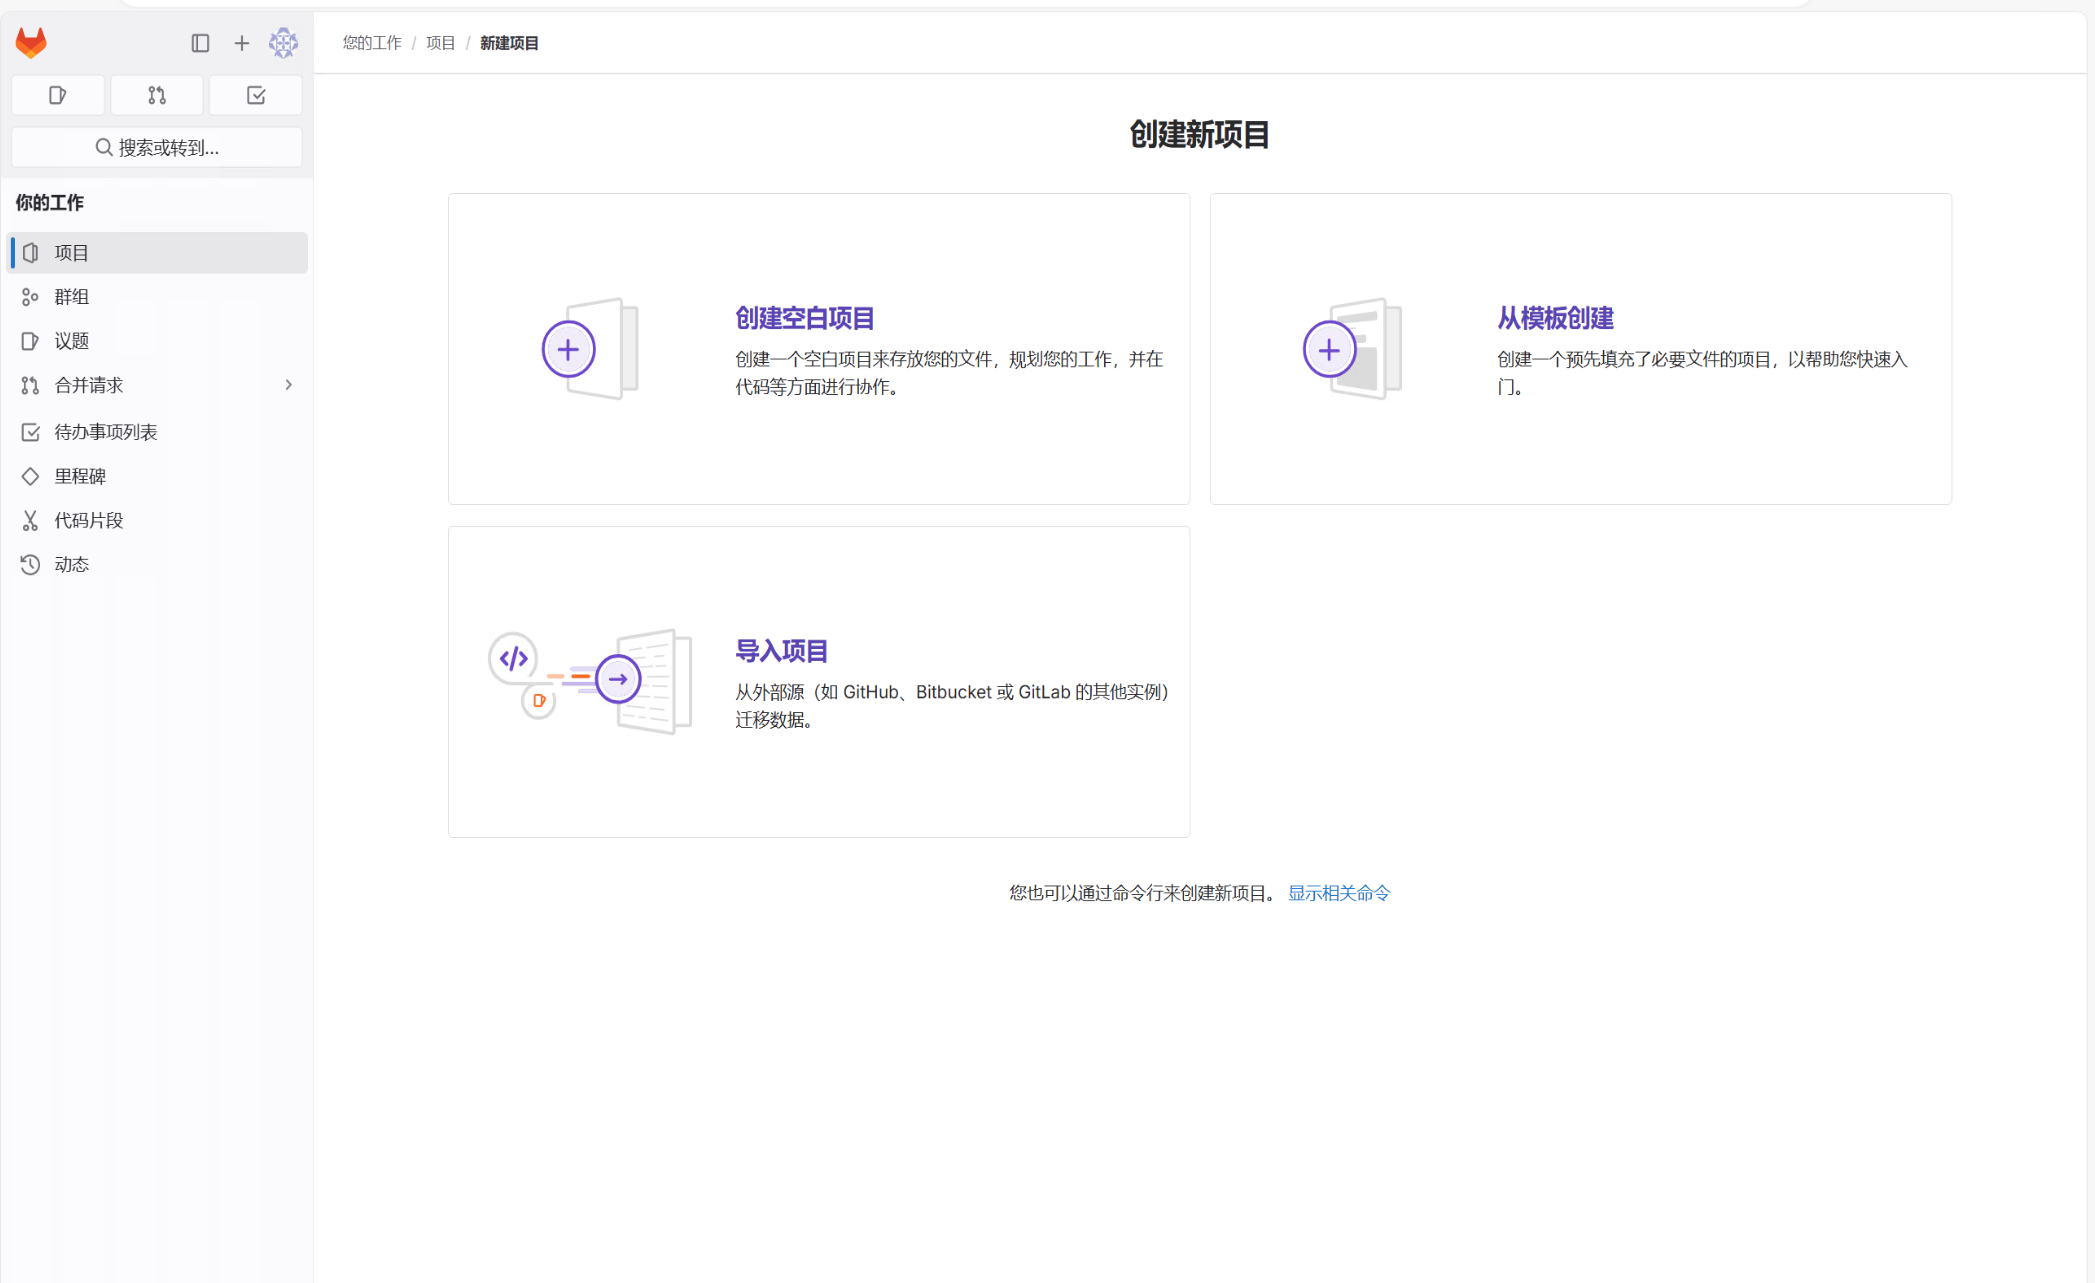 您的工作 / 项目 / 新建项目
搜索或转到...
你的工作
项目
群组
议题
合并请求
待办事项列表
里程碑
代码片段
动态
创建新项目
创建空白项目
创建一个空白项目来存放您的文件，规划您的工作，并在
代码等方面进行协作。
从模板创建
创建一个预先填充了必要文件的项目，以帮助您快速入
门。
导入项目
从外部源（如 GitHub、Bitbucket 或 GitLab 的其他实例）
迁移数据。
您也可以通过命令行来创建新项目。 显示相关命令